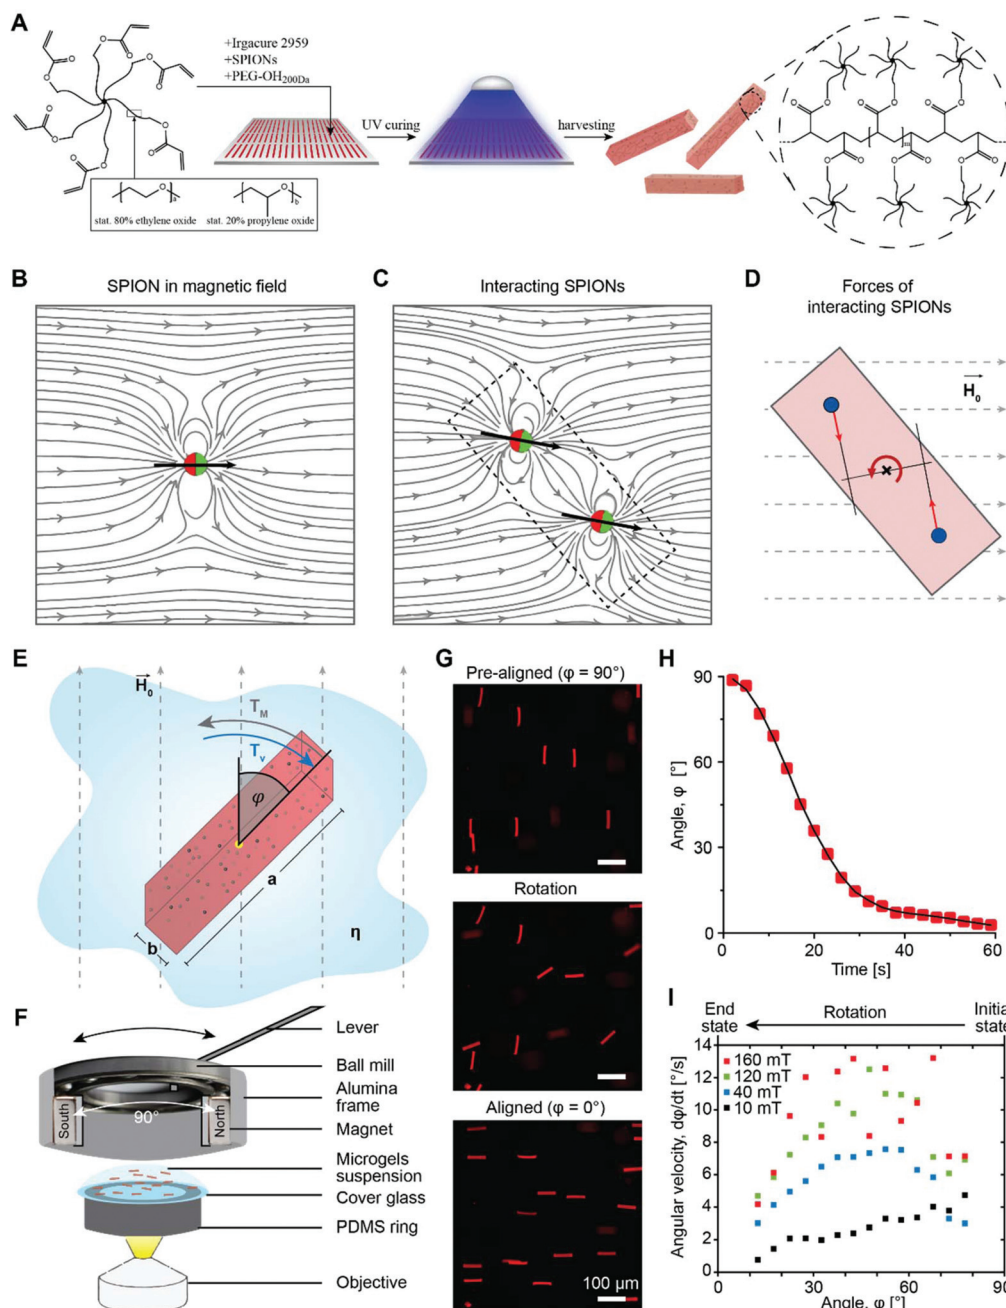 A
+Irgacure 2959
+SPIONs
+PEG-OH200Da
UV curing
harvesting
stat. 80% ethylene oxide
stat. 20% propylene oxide
B
SPION in magnetic field
C
Interacting SPIONs
D
Forces of
interacting SPIONs
H0
E
H0
TM
Tv
φ
a
b
η
F
Lever
Ball mill
Alumina
frame
Magnet
South
90°
North
Microgels
suspension
Cover glass
PDMS ring
Objective
G
Pre-aligned (φ = 90°)
Rotation
Aligned (φ = 0°)
100 µm
H
Angle, φ [°]
90
60
30
0
0 20 40 60
Time [s]
I
End
state
Rotation
Initial
state
Angular velocity, dφ/dt [°/s]
14
12
10
8
6
4
2
0
160 mT
120 mT
40 mT
10 mT
0 30 60 90
Angle, φ [°]